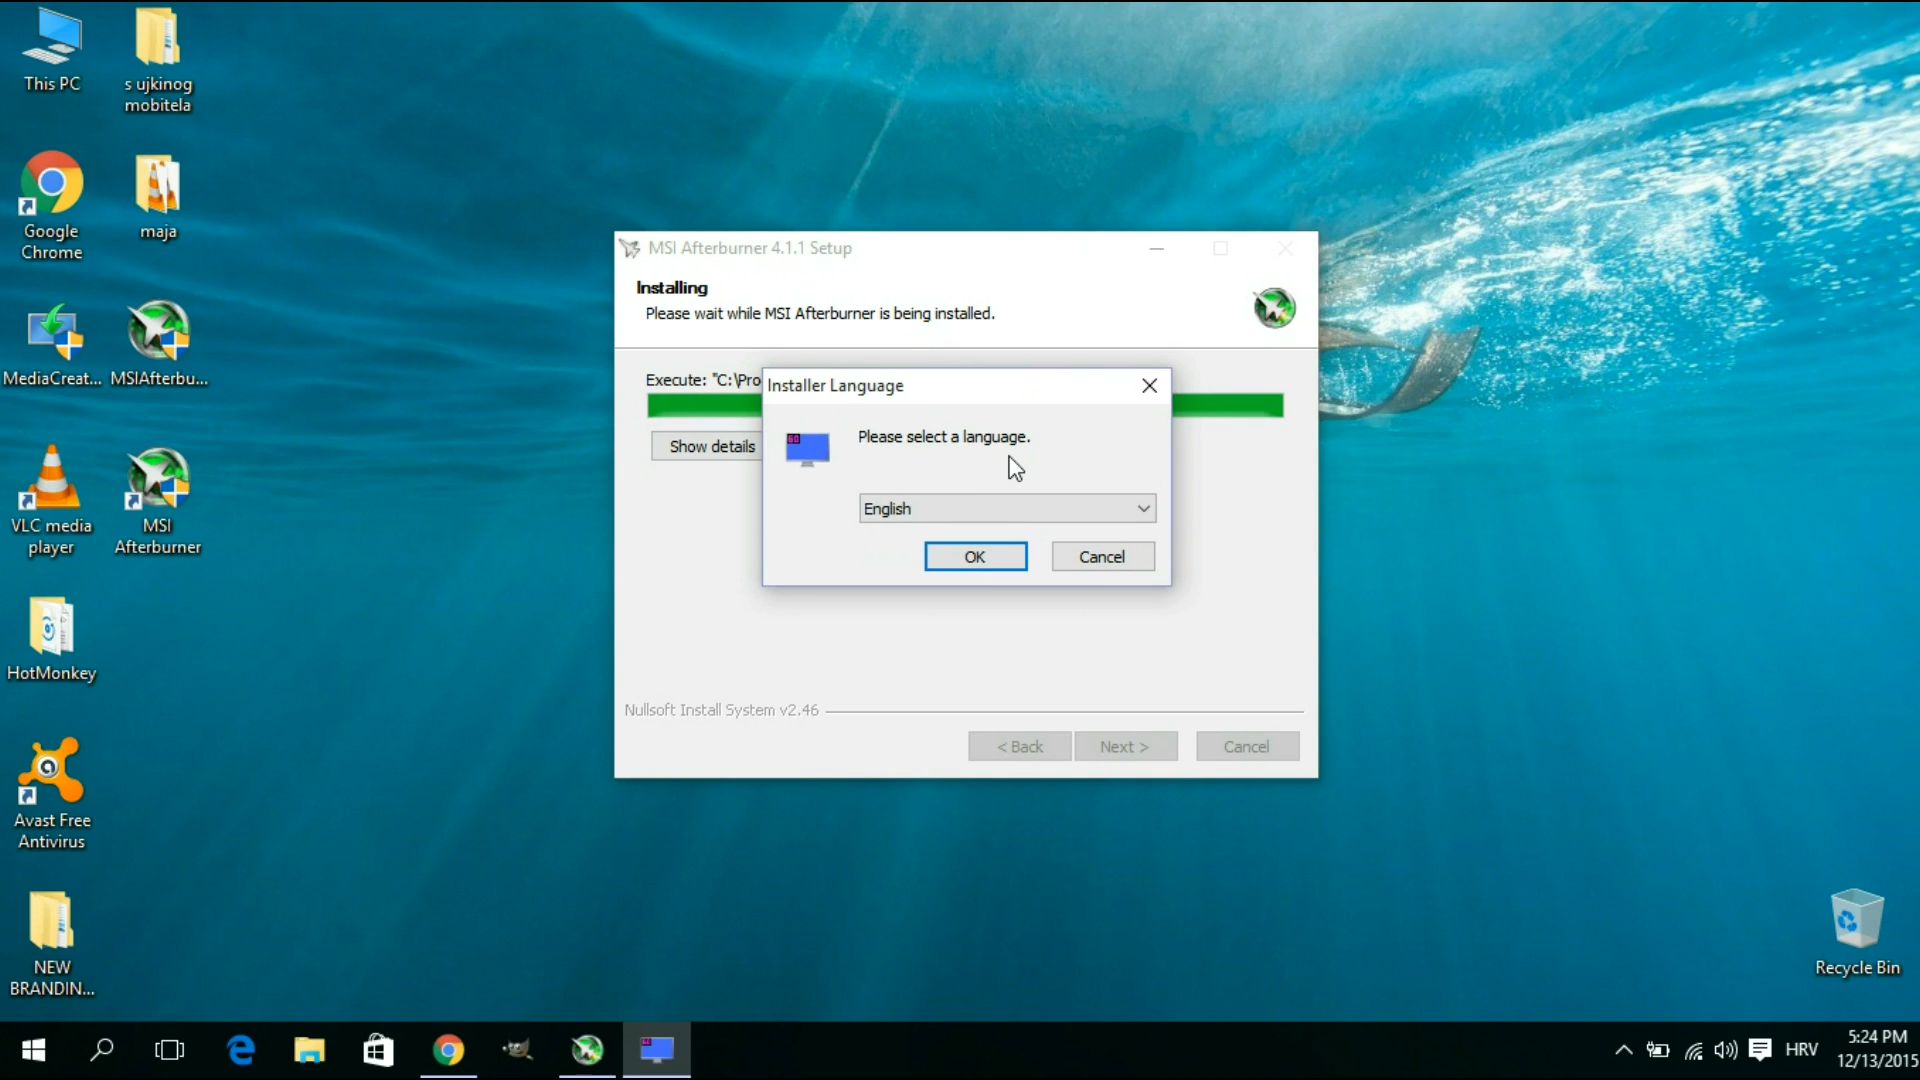 This PC
s ujkinog
mobitela
Google
Chrome
maja
MediaCreat...
MSIAfterbu...
VLC media
player
MSI
Afterburner
HotMonkey
Avast Free
Antivirus
NEW
BRANDIN...
MSI Afterburner 4.1.1 Setup
Installing
Please wait while MSI Afterburner is being installed.
Execute: "C:\Pro
Show details
Installer Language
60
Please select a language.
English
OK
Cancel
Nullsoft Install System v2.46
< Back
Next >
Cancel
Recycle Bin
HRV
5:24 PM
12/13/2015